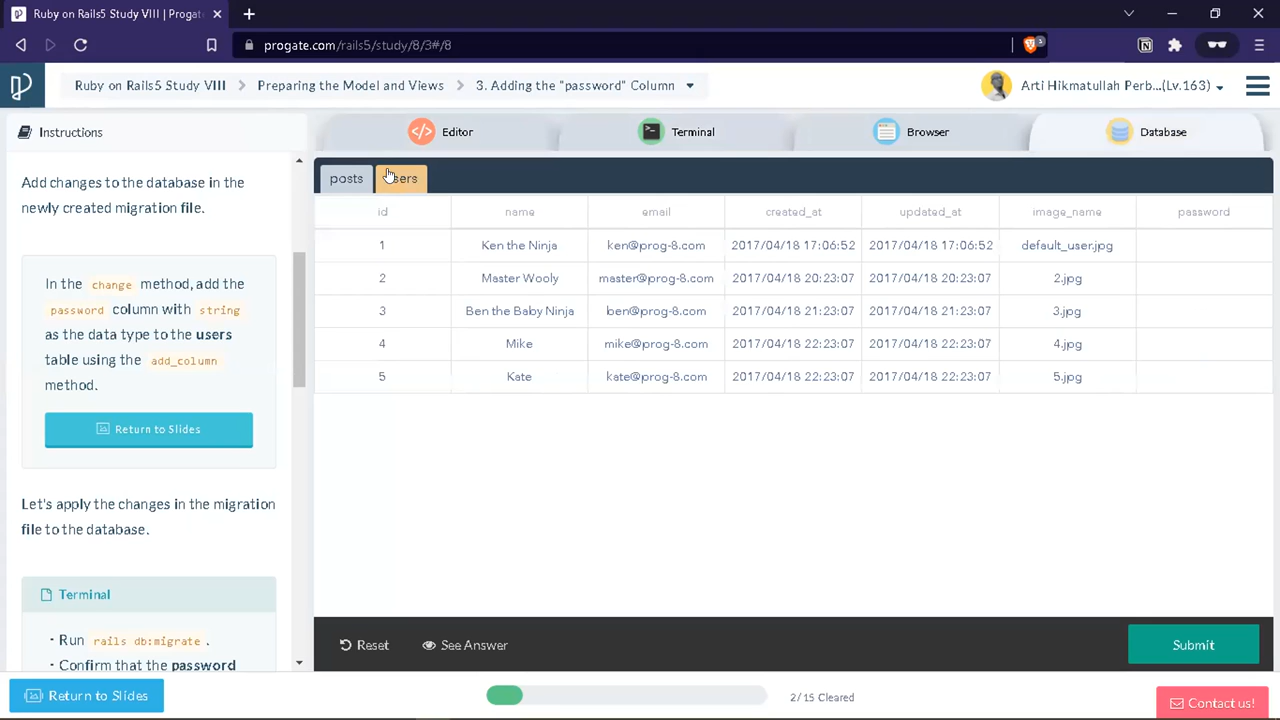 Ruby on Rails5 Study VIII | Progate
progate.com/rails5/study/8/3#/8
3
Ruby on Rails5 Study VIII
Preparing the Model and Views
3. Adding the "password" Column
Arti Hikmatullah Perb...(Lv.163)
Instructions
Editor
Terminal
Browser
Database
Add changes to the database in the
newly created migration file.
In the change method, add the
password column with string
as the data type to the users
table using the add_column
method.
Return to Slides
Let's apply the changes in the migration
file to the database.
Terminal
· Run rails db:migrate .
· Confirm that the password
posts
id name email created_at updated_at image_name password
1 Ken the Ninja ken@prog-8.com 2017/04/18 17:06:52 2017/04/18 17:06:52 default_user.jpg
2 Master Wooly master@prog-8.com 2017/04/18 20:23:07 2017/04/18 20:23:07 2.jpg
3 Ben the Baby Ninja ben@prog-8.com 2017/04/18 21:23:07 2017/04/18 21:23:07 3.jpg
4 Mike mike@prog-8.com 2017/04/18 22:23:07 2017/04/18 22:23:07 4.jpg
5 Kate kate@prog-8.com 2017/04/18 22:23:07 2017/04/18 22:23:07 5.jpg
Reset
See Answer
Submit
Return to Slides
2/15 Cleared
Contact us!